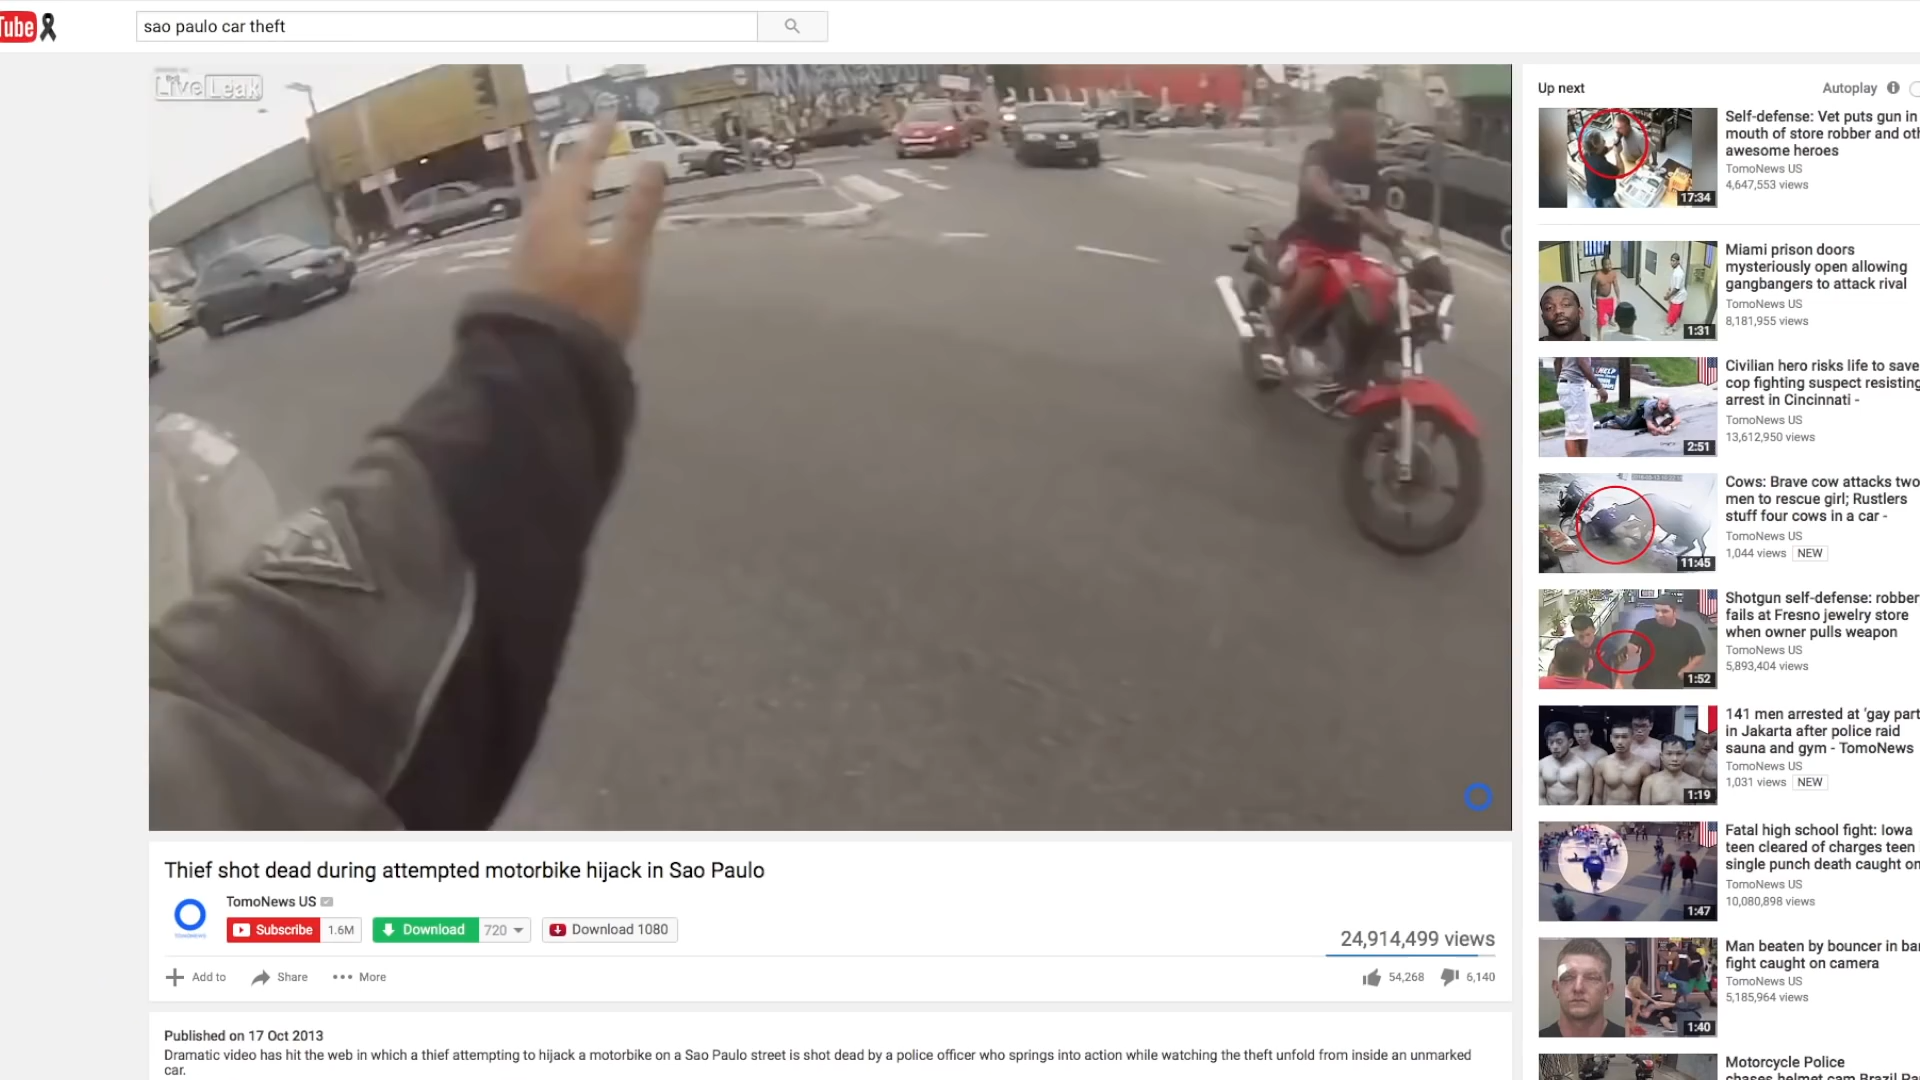 Tube
sao paulo car theft
LiveLeak
Up next
Autoplay
Self-defense: Vet puts gun in
mouth of store robber and oth
awesome heroes
TomoNews US
4,647,553 views
17:34
Miami prison doors
mysteriously open allowing
gangbangers to attack rival
TomoNews US
8,181,955 views
1:31
Civilian hero risks life to save
cop fighting suspect resisting
arrest in Cincinnati -
TomoNews US
13,612,950 views
2:51
Cows: Brave cow attacks two
men to rescue girl; Rustlers
stuff four cows in a car -
TomoNews US
1,044 views NEW
11:45
Shotgun self-defense: robber
fails at Fresno jewelry store
when owner pulls weapon
TomoNews US
5,893,404 views
1:52
141 men arrested at 'gay part
in Jakarta after police raid
sauna and gym - TomoNews
TomoNews US
1,031 views NEW
1:19
Fatal high school fight: Iowa
teen cleared of charges teen
single punch death caught on
TomoNews US
10,080,898 views
1:47
Man beaten by bouncer in bar
fight caught on camera
TomoNews US
5,185,964 views
1:40
Motorcycle Police
chases helmet cam Brazil
Thief shot dead during attempted motorbike hijack in Sao Paulo
TomoNews US
Subscribe 1.6M Download 720 Download 1080
24,914,499 views
Add to Share More
54,268 6,140
Published on 17 Oct 2013
Dramatic video has hit the web in which a thief attempting to hijack a motorbike on a Sao Paulo street is shot dead by a police officer who springs into action while watching the theft unfold from inside an unmarked
car.